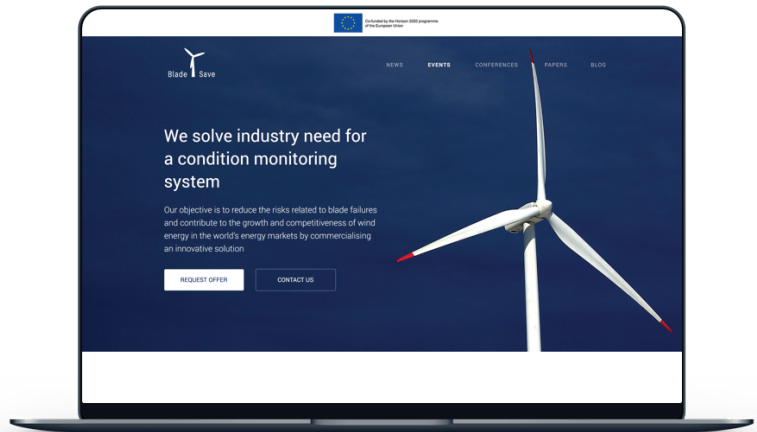 Co-funded by the Horizon 2020 programme
of the European Union
Blade Save
NEWS EVENTS CONFERENCES PAPERS BLOG
We solve industry need for
a condition monitoring
system
Our objective is to reduce the risks related to blade failures
and contribute to the growth and competitiveness of wind
energy in the world's energy markets by commercialising
an innovative solution
REQUEST OFFER CONTACT US